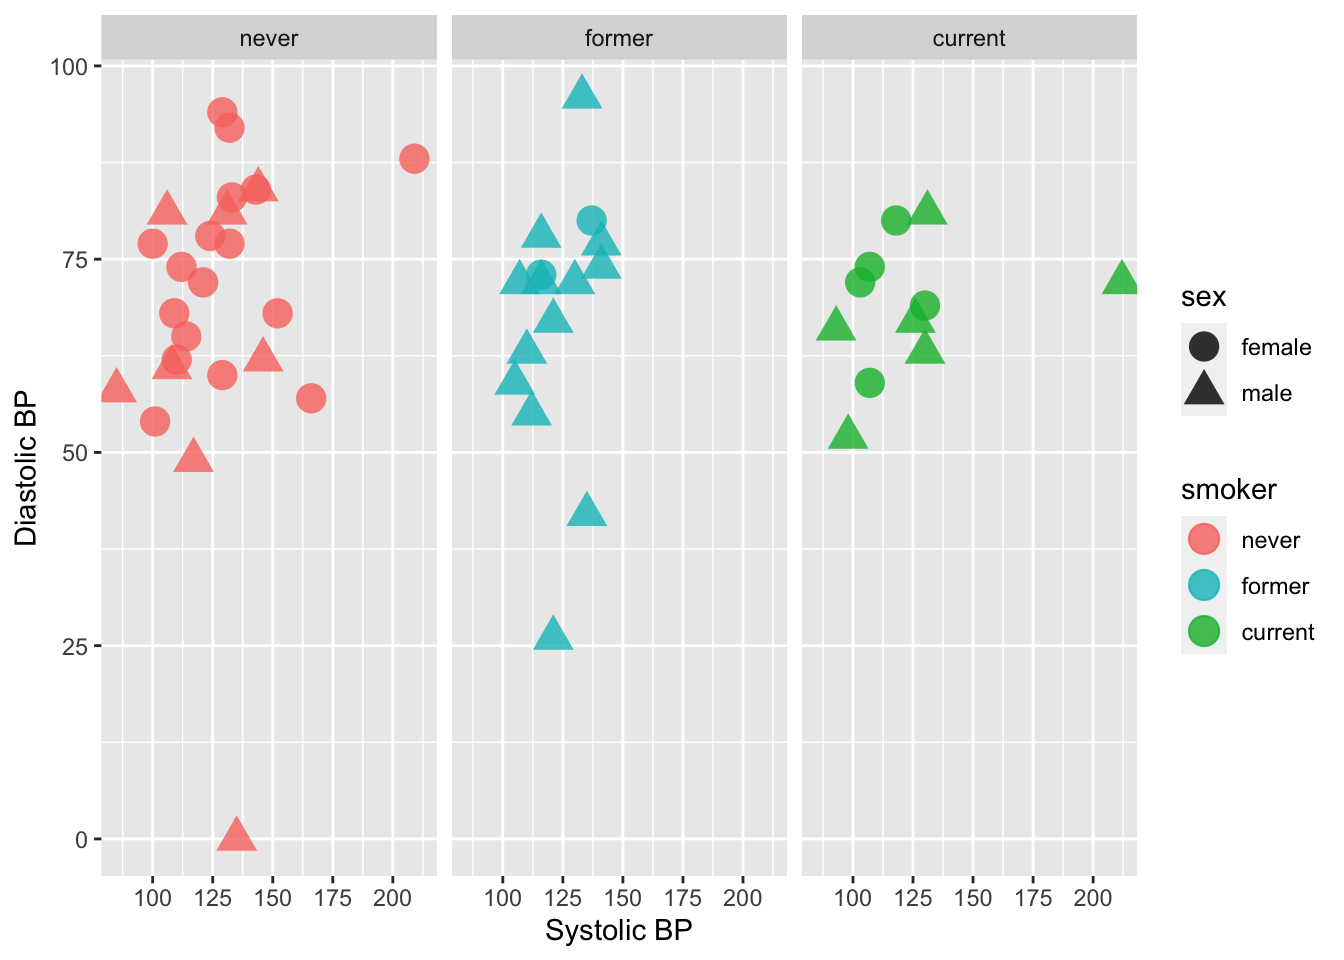 never former current
100
75
50
25
0
Diastolic BP
100 125 150 175 200 100 125 150 175 200 100 125 150 175 200
Systolic BP
sex
female
male
smoker
never
former
current